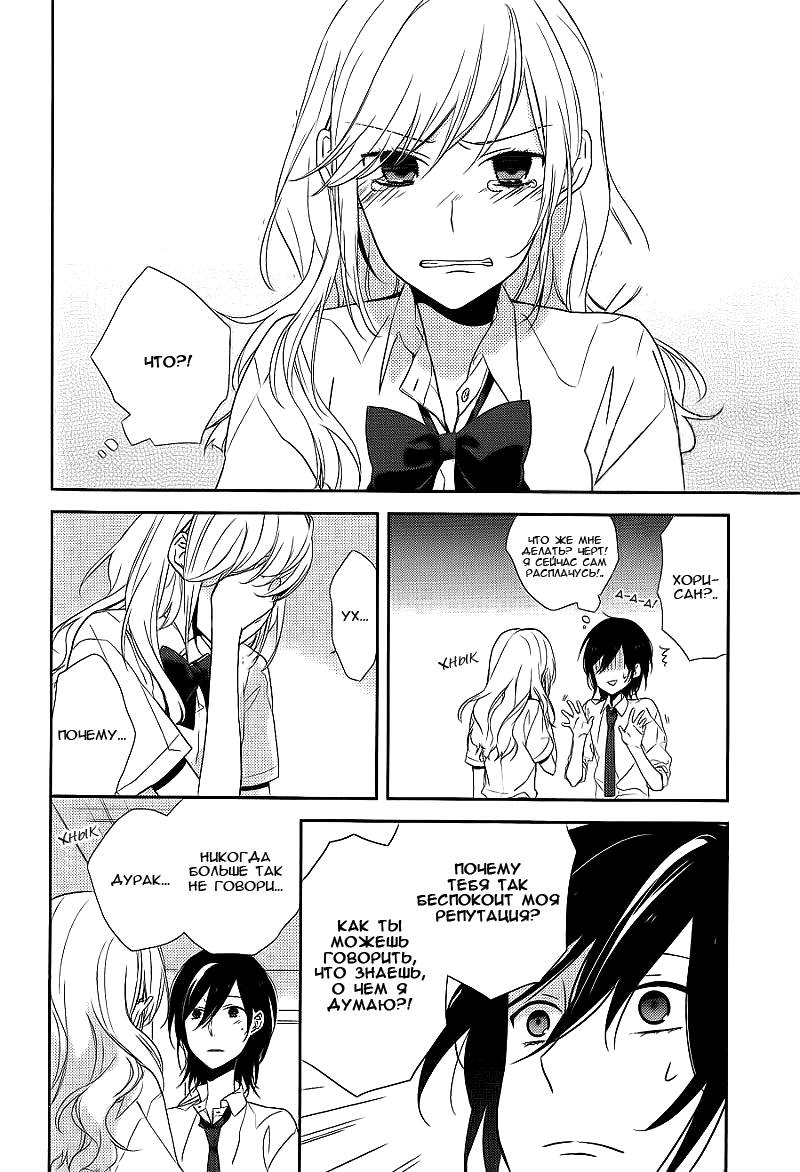 ЧТО?!
ХОРИ-
САН?..
ЧТО ЖЕ МНЕ
ДЕЛАТЬ? ЧЕРТ!
Я СЕЙЧАС САМ
РАСПЛАЧУСЬ!..
А-А-А!
ХНЫК
УХ...
ПОЧЕМУ...
ПОЧЕМУ
ТЕБЯ ТАК
БЕСПОКОИТ МОЯ
РЕПУТАЦИЯ?
КАК ТЫ
МОЖЕШЬ
ГОВОРИТЬ,
ЧТО ЗНАЕШЬ,
О ЧЕМ Я
ДУМАЮ?!
НИКОГДА
БОЛЬШЕ ТАК
НЕ ГОВОРИ...
ДУРАК...
ХНЫК